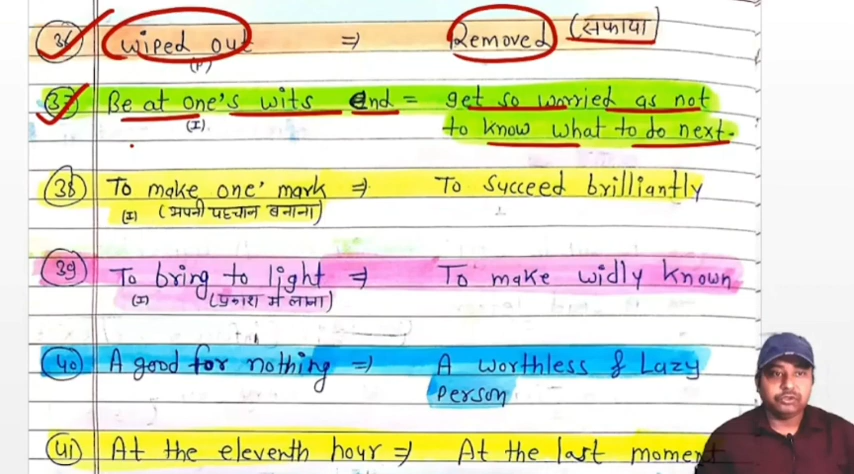 36 Wiped out ⇒ Removed (सफाया)
(P)
37 Be at one's wits end = get so worried as not
(I) to know what to do next.
38 To make one' mark ⇒ To succeed brilliantly
(I) (अपनी पहचान बनाना)
39 To bring to light ⇒ To make widly known
(I) (प्रकाश में लाना)
40 A good for nothing ⇒ A worthless & Lazy
Person
41 At the eleventh hour ⇒ At the last moment